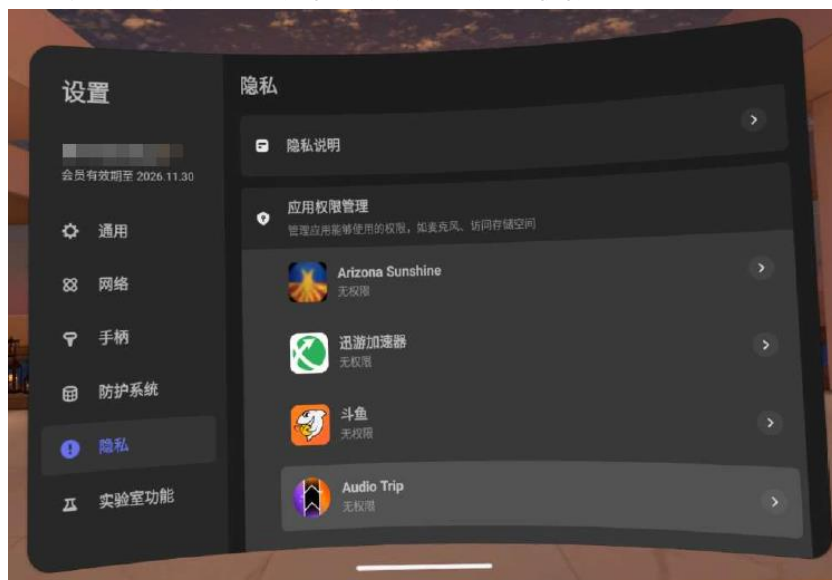 设置
会员有效期至 2026.11.30
通用
网络
手柄
防护系统
隐私
实验室功能
隐私
隐私说明
应用权限管理
管理应用能够使用的权限，如麦克风、访问存储空间
Arizona Sunshine
无权限
迅游加速器
无权限
斗鱼
无权限
Audio Trip
无权限